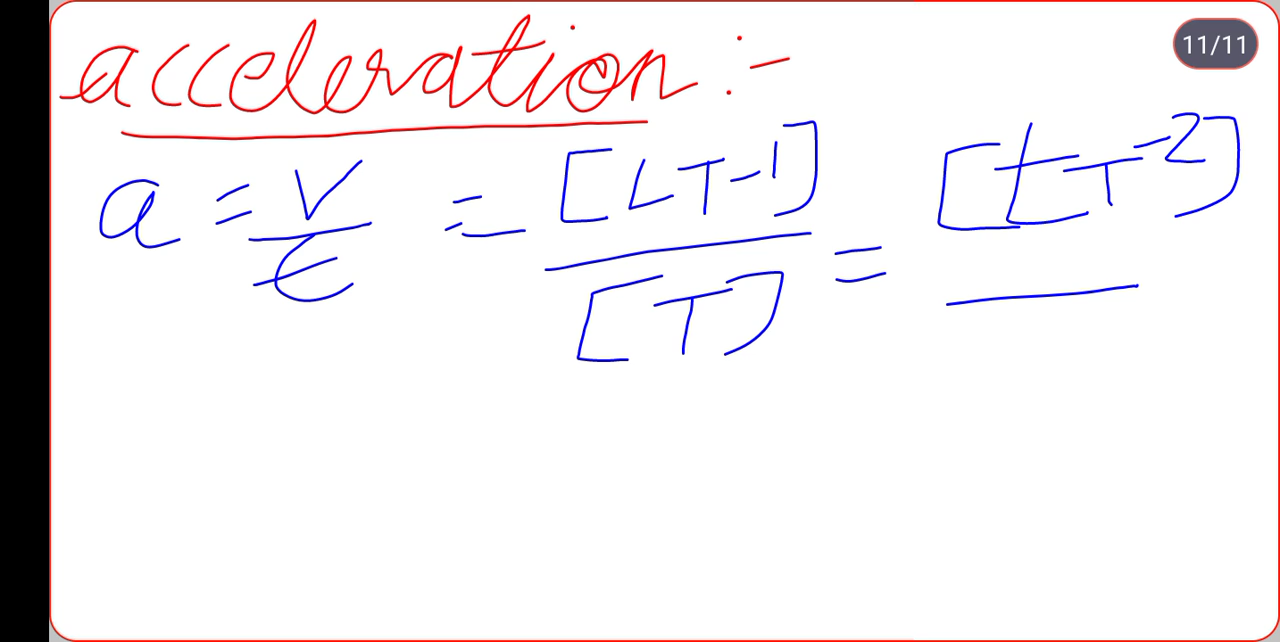 11/11
acceleration :-
a = V/t = [LT-1]/[T] = [LT-2]